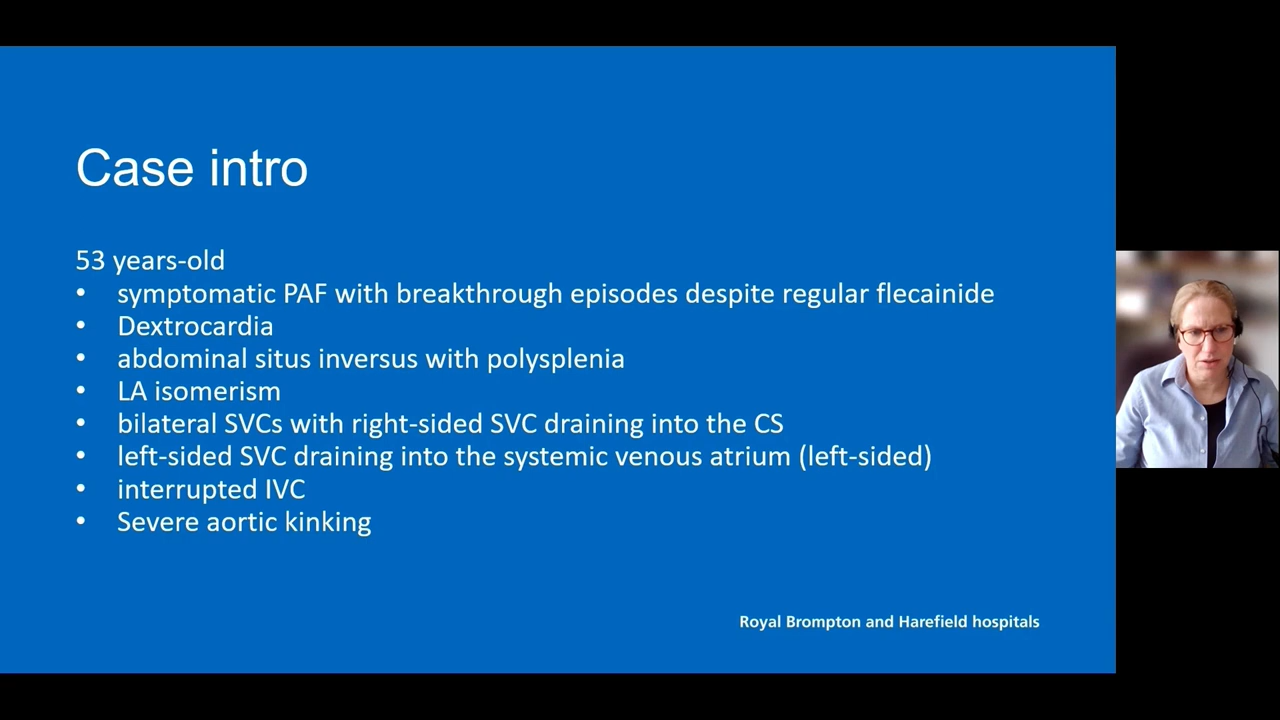 Case intro
53 years-old
• symptomatic PAF with breakthrough episodes despite regular flecainide
• Dextrocardia
• abdominal situs inversus with polysplenia
• LA isomerism
• bilateral SVCs with right-sided SVC draining into the CS
• left-sided SVC draining into the systemic venous atrium (left-sided)
• interrupted IVC
• Severe aortic kinking
Royal Brompton and Harefield hospitals